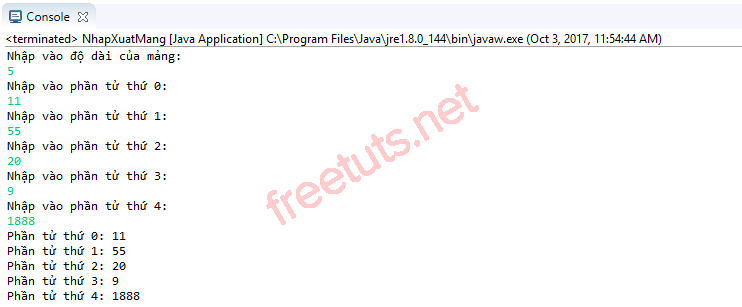 Console
<terminated> NhapXuatMang [Java Application] C:\Program Files\Java\jre1.8.0_144\bin\javaw.exe (Oct 3, 2017, 11:54:44 AM)
Nhập vào độ dài của mảng:
5
Nhập vào phần tử thứ 0:
11
Nhập vào phần tử thứ 1:
55
Nhập vào phần tử thứ 2:
20
Nhập vào phần tử thứ 3:
9
Nhập vào phần tử thứ 4:
1888
Phần tử thứ 0: 11
Phần tử thứ 1: 55
Phần tử thứ 2: 20
Phần tử thứ 3: 9
Phần tử thứ 4: 1888
freetuts.net